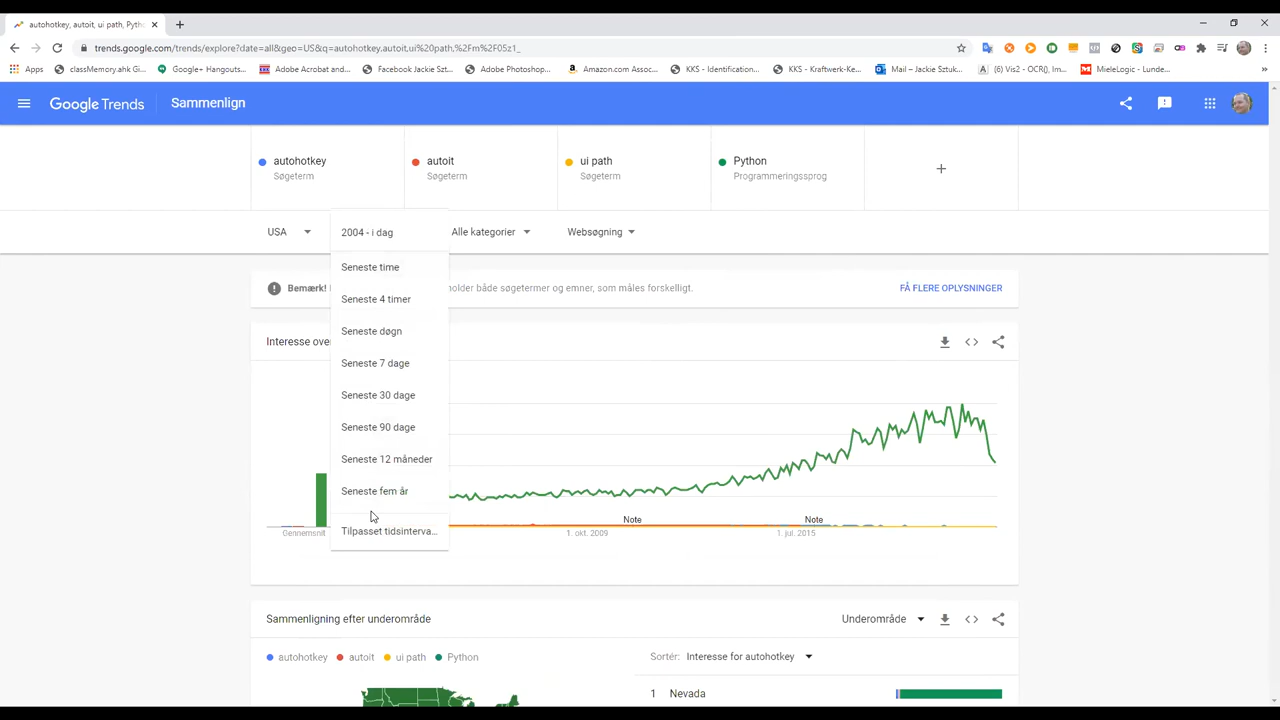 autohotkey, autoit, ui path, Pytho
trends.google.com/trends/explore?date=all&geo=US&q=autohotkey,autoit,ui%20path,%2Fm%2F05z1_
Apps
classMemory.ahk Gi...
Google+ Hangouts...
Adobe Acrobat and...
Facebook Jackie Szt...
Adobe Photoshop...
Amazon.com Asso...
KKS - Identification...
KKS - Kraftwerk-Ke...
Mail – Jackie Sztuk...
(6) Vis2 - OCR(), Im...
MieleLogic - Lunde...
»
Google Trends
Sammenlign
autohotkey
Søgeterm
autoit
Søgeterm
ui path
Søgeterm
Python
Programmeringssprog
+
USA
2004 - i dag
Alle kategorier
Websøgning
Seneste time
Seneste 4 timer
Seneste døgn
Seneste 7 dage
Seneste 30 dage
Seneste 90 dage
Seneste 12 måneder
Seneste fem år
Tilpasset tidsinterva...
Bemærk!
holder både søgetermer og emner, som måles forskelligt.
FÅ FLERE OPLYSNINGER
Interesse over
Note
Note
Gennemsnit
1. okt. 2009
1. jul. 2015
Sammenligning efter underområde
Underområde
autohotkey
autoit
ui path
Python
Sortér: Interesse for autohotkey
1 Nevada